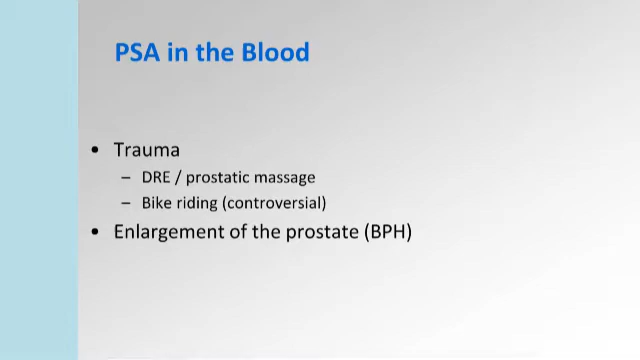 PSA in the Blood
• Trauma
– DRE / prostatic massage
– Bike riding (controversial)
• Enlargement of the prostate (BPH)